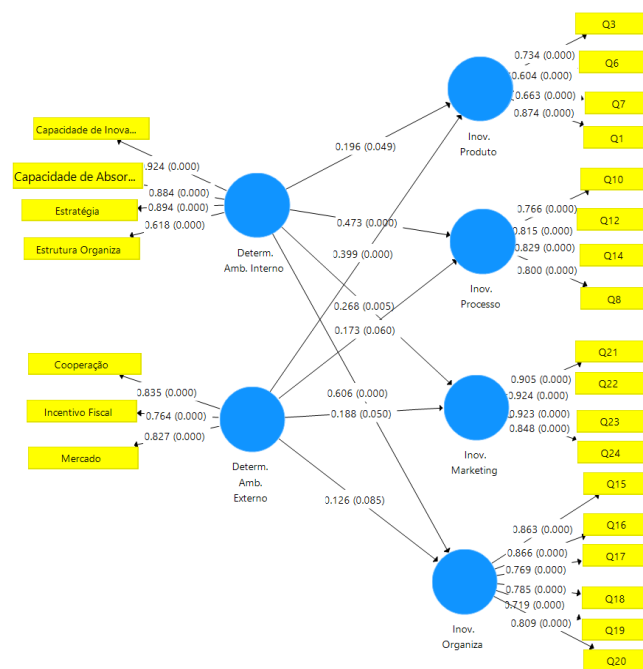 Q3
0.734 (0.000)
Q6
0.604 (0.000)
0.663 (0.000)
Q7
0.874 (0.000)
Q1
Inov.
Produto
Capacidade de Inova...
0.924 (0.000)
Capacidade de Absor...
0.884 (0.000)
Estratégia
0.894 (0.000)
0.618 (0.000)
Estrutura Organiza
Determ.
Amb. Interno
0.196 (0.049)
0.473 (0.000)
0.399 (0.000)
0.268 (0.005)
0.173 (0.060)
Q10
0.766 (0.000)
Q12
0.815 (0.000)
0.829 (0.000)
Q14
0.800 (0.000)
Q8
Inov.
Processo
Cooperação
0.835 (0.000)
Incentivo Fiscal
0.764 (0.000)
0.827 (0.000)
Mercado
Determ.
Amb.
Externo
0.606 (0.000)
0.188 (0.050)
0.126 (0.085)
Q21
0.905 (0.000)
Q22
0.924 (0.000)
0.923 (0.000)
Q23
0.848 (0.000)
Q24
Inov.
Marketing
Q15
0.863 (0.000)
Q16
0.866 (0.000)
Q17
0.769 (0.000)
0.785 (0.000)
Q18
0.719 (0.000)
0.809 (0.000)
Q19
Q20
Inov.
Organiza